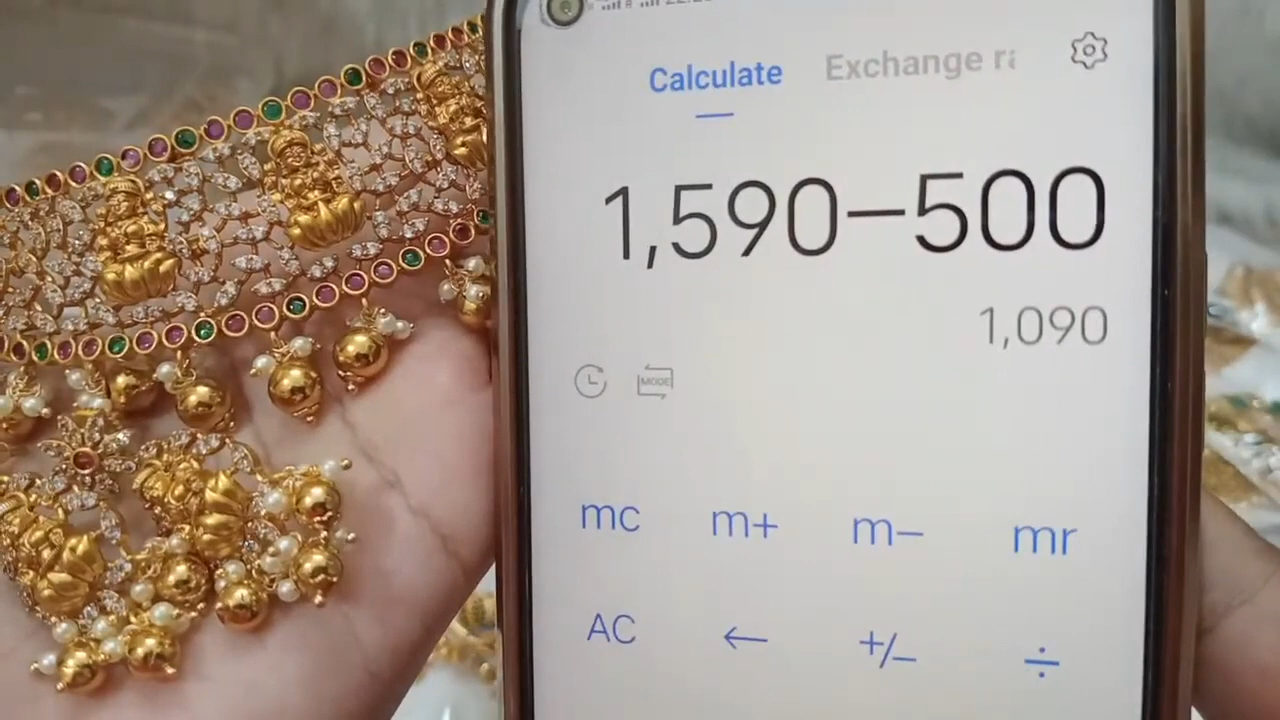 Calculate Exchange ra
1,590−500
1,090
MODE
mc m+ m− mr
AC ← +/− ÷